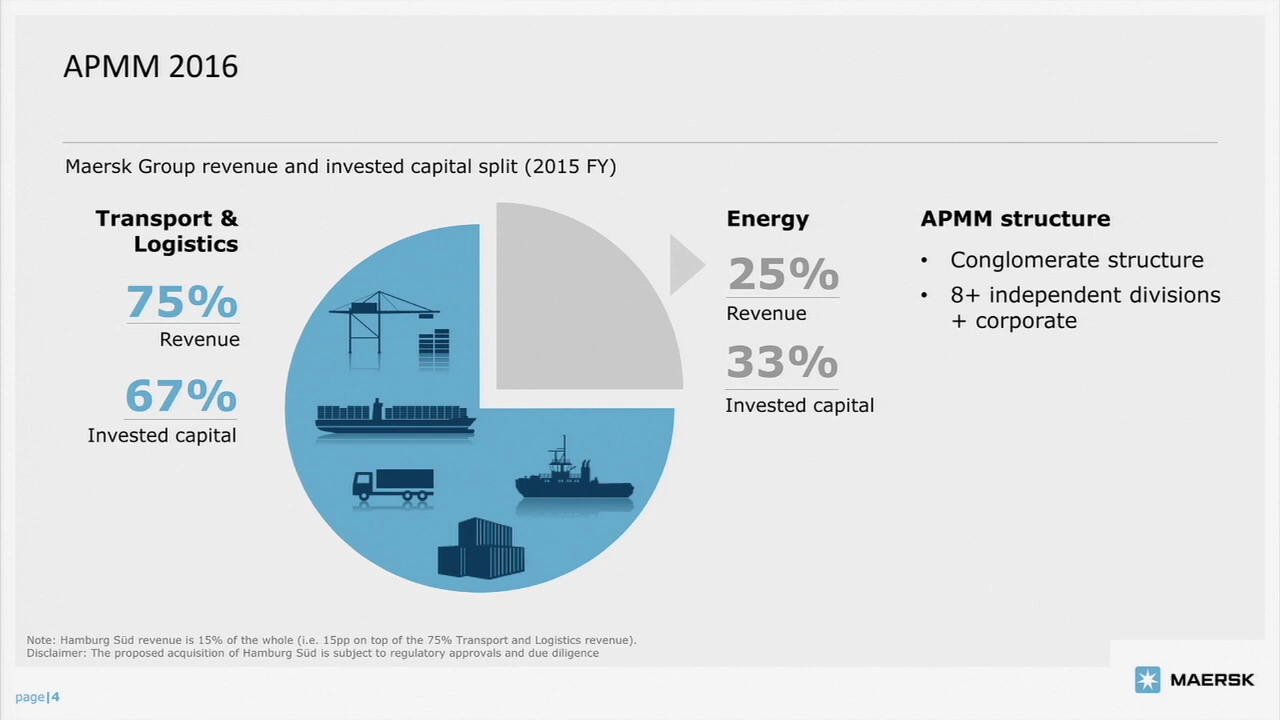 APMM 2016
Maersk Group revenue and invested capital split (2015 FY)
Transport &
Logistics
75%
Revenue
67%
Invested capital
Energy
25%
Revenue
33%
Invested capital
APMM structure
• Conglomerate structure
• 8+ independent divisions
+ corporate
Note: Hamburg Süd revenue is 15% of the whole (i.e. 15pp on top of the 75% Transport and Logistics revenue).
Disclaimer: The proposed acquisition of Hamburg Süd is subject to regulatory approvals and due diligence
page|4
MAERSK